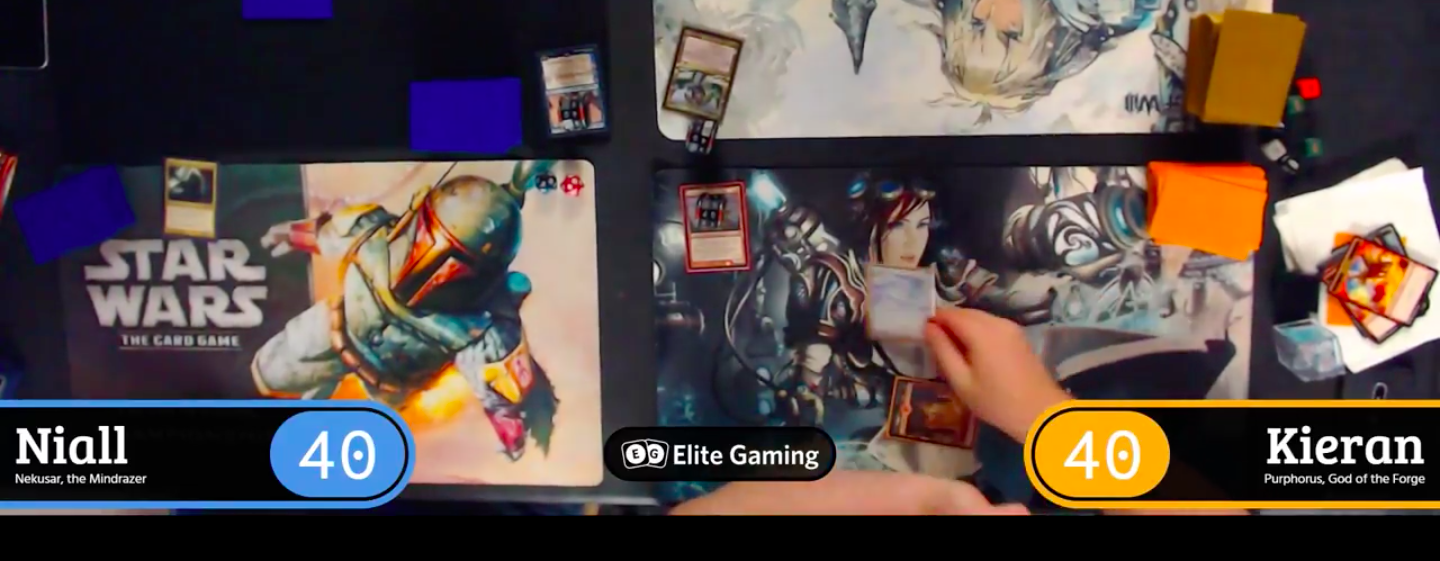 STAR
WARS
THE CARD GAME
Niall
Nekusar, the Mindrazer
40
EG Elite Gaming
40
Kieran
Purphorus, God of the Forge